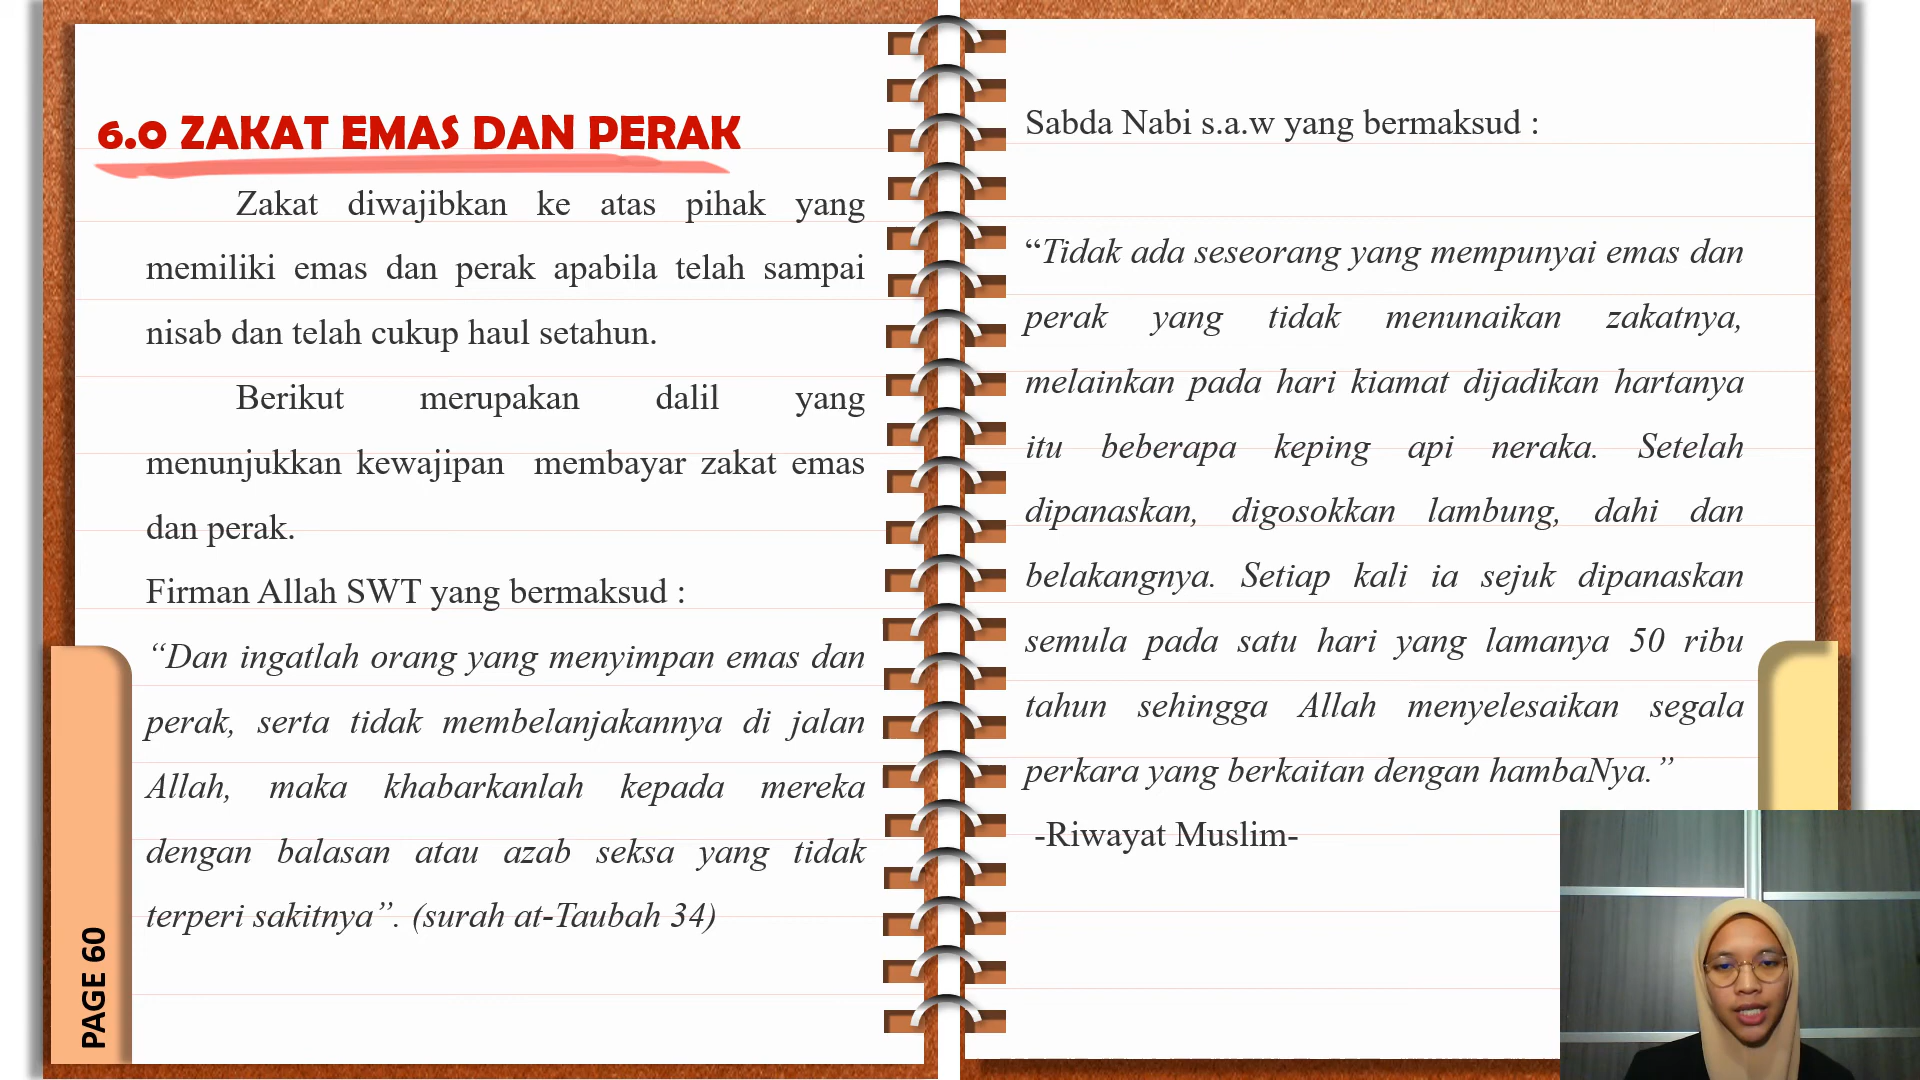 6.0 ZAKAT EMAS DAN PERAK
Zakat diwajibkan ke atas pihak yang
memiliki emas dan perak apabila telah sampai
nisab dan telah cukup haul setahun.
Berikut merupakan dalil yang
menunjukkan kewajipan membayar zakat emas
dan perak.
Firman Allah SWT yang bermaksud :
“Dan ingatlah orang yang menyimpan emas dan
perak, serta tidak membelanjakannya di jalan
Allah, maka khabarkanlah kepada mereka
dengan balasan atau azab seksa yang tidak
terperi sakitnya”. (surah at-Taubah 34)
PAGE 60
Sabda Nabi s.a.w yang bermaksud :
“Tidak ada seseorang yang mempunyai emas dan
perak yang tidak menunaikan zakatnya,
melainkan pada hari kiamat dijadikan hartanya
itu beberapa keping api neraka. Setelah
dipanaskan, digosokkan lambung, dahi dan
belakangnya. Setiap kali ia sejuk dipanaskan
semula pada satu hari yang lamanya 50 ribu
tahun sehingga Allah menyelesaikan segala
perkara yang berkaitan dengan hambaNya.”
-Riwayat Muslim-